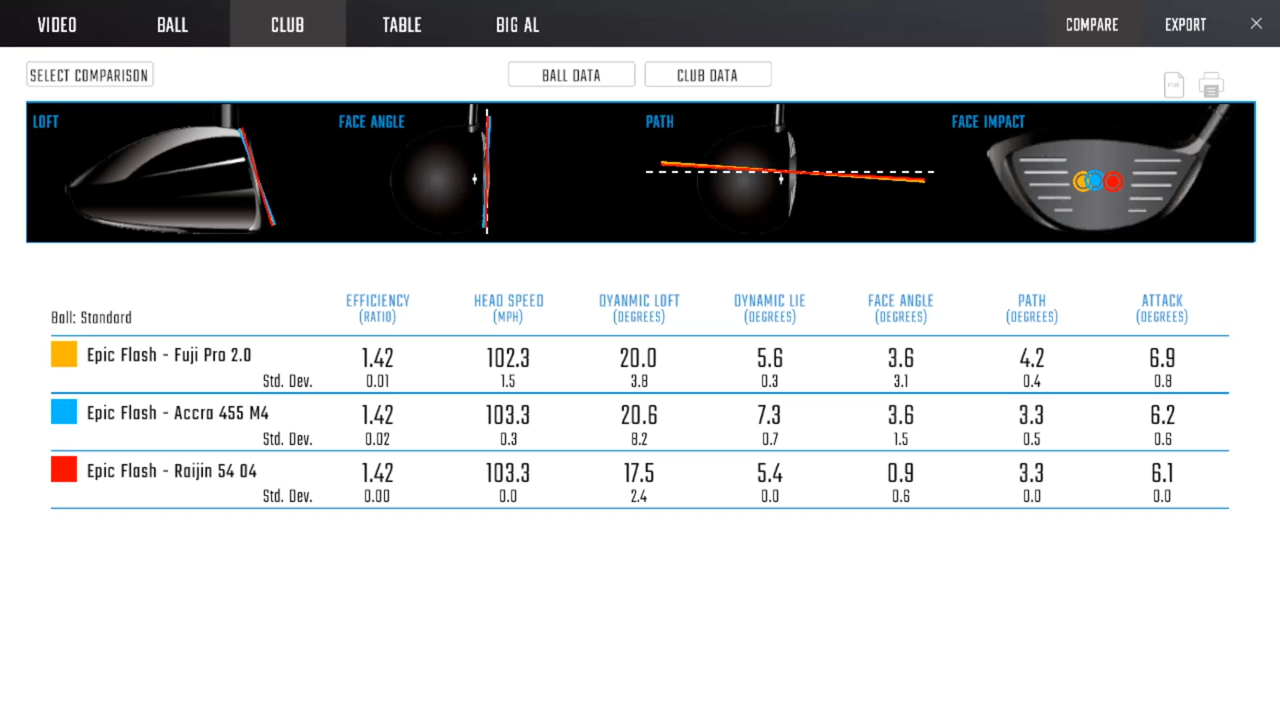 VIDEO BALL CLUB TABLE BIG AL COMPARE EXPORT ×
SELECT COMPARISON BALL DATA CLUB DATA
LOFT FACE ANGLE PATH FACE IMPACT
EFFICIENCY HEAD SPEED DYANMIC LOFT DYNAMIC LIE FACE ANGLE PATH ATTACK
Ball: Standard (RATIO) (MPH) (DEGREES) (DEGREES) (DEGREES) (DEGREES) (DEGREES)
Epic Flash - Fuji Pro 2.0 1.42 102.3 20.0 5.6 3.6 4.2 6.9
Std. Dev. 0.01 1.5 3.8 0.3 3.1 0.4 0.8
Epic Flash - Accra 455 M4 1.42 103.3 20.6 7.3 3.6 3.3 6.2
Std. Dev. 0.02 0.3 8.2 0.7 1.5 0.5 0.6
Epic Flash - Raijin 54 04 1.42 103.3 17.5 5.4 0.9 3.3 6.1
Std. Dev. 0.00 0.0 2.4 0.0 0.6 0.0 0.0